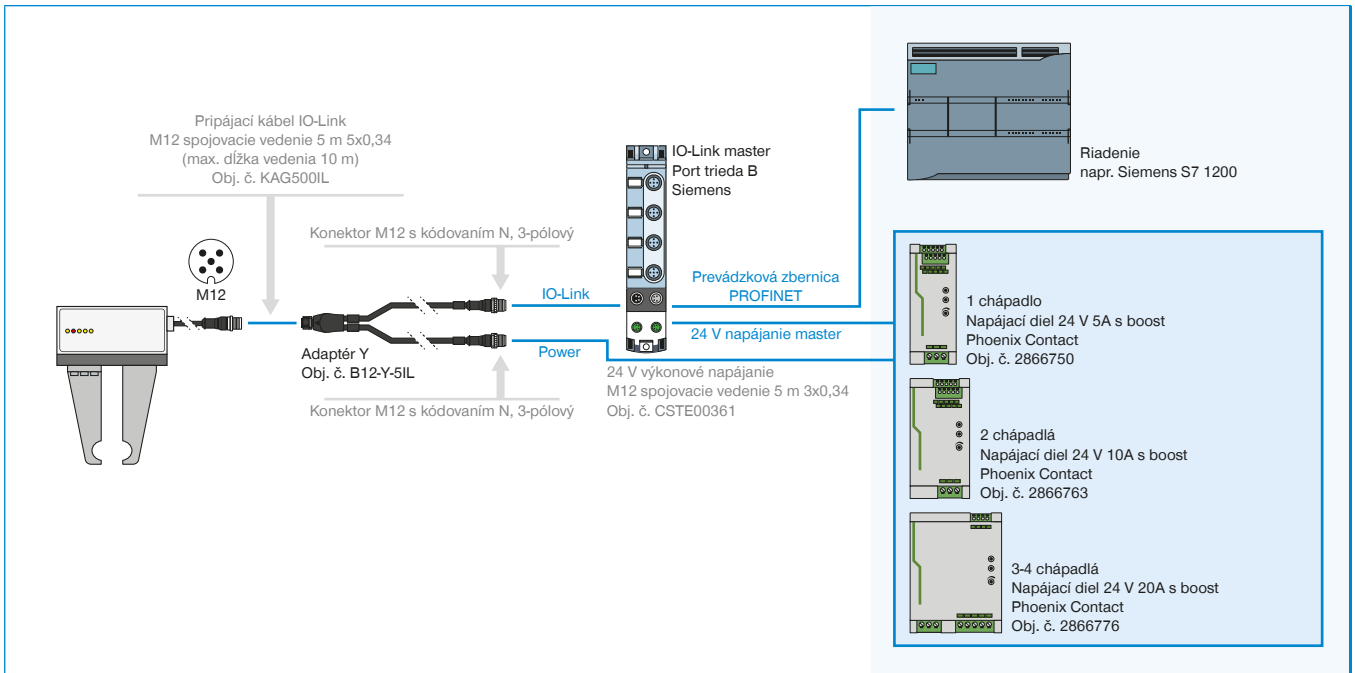 Pripájací kábel IO-Link
M12 spojovacie vedenie 5 m 5x0,34
(max. dĺžka vedenia 10 m)
Obj. č. KAG500IL
M12
Konektor M12 s kódovaním N, 3-pólový
IO-Link
Adaptér Y
Obj. č. B12-Y-5IL
Power
Konektor M12 s kódovaním N, 3-pólový
IO-Link master
Port trieda B
Siemens
Prevádzková zbernica
PROFINET
24 V napájanie master
24 V výkonové napájanie
M12 spojovacie vedenie 5 m 3x0,34
Obj. č. CSTE00361
Riadenie
napr. Siemens S7 1200
1 chápadlo
Napájací diel 24 V 5A s boost
Phoenix Contact
Obj. č. 2866750
2 chápadlá
Napájací diel 24 V 10A s boost
Phoenix Contact
Obj. č. 2866763
3-4 chápadlá
Napájací diel 24 V 20A s boost
Phoenix Contact
Obj. č. 2866776